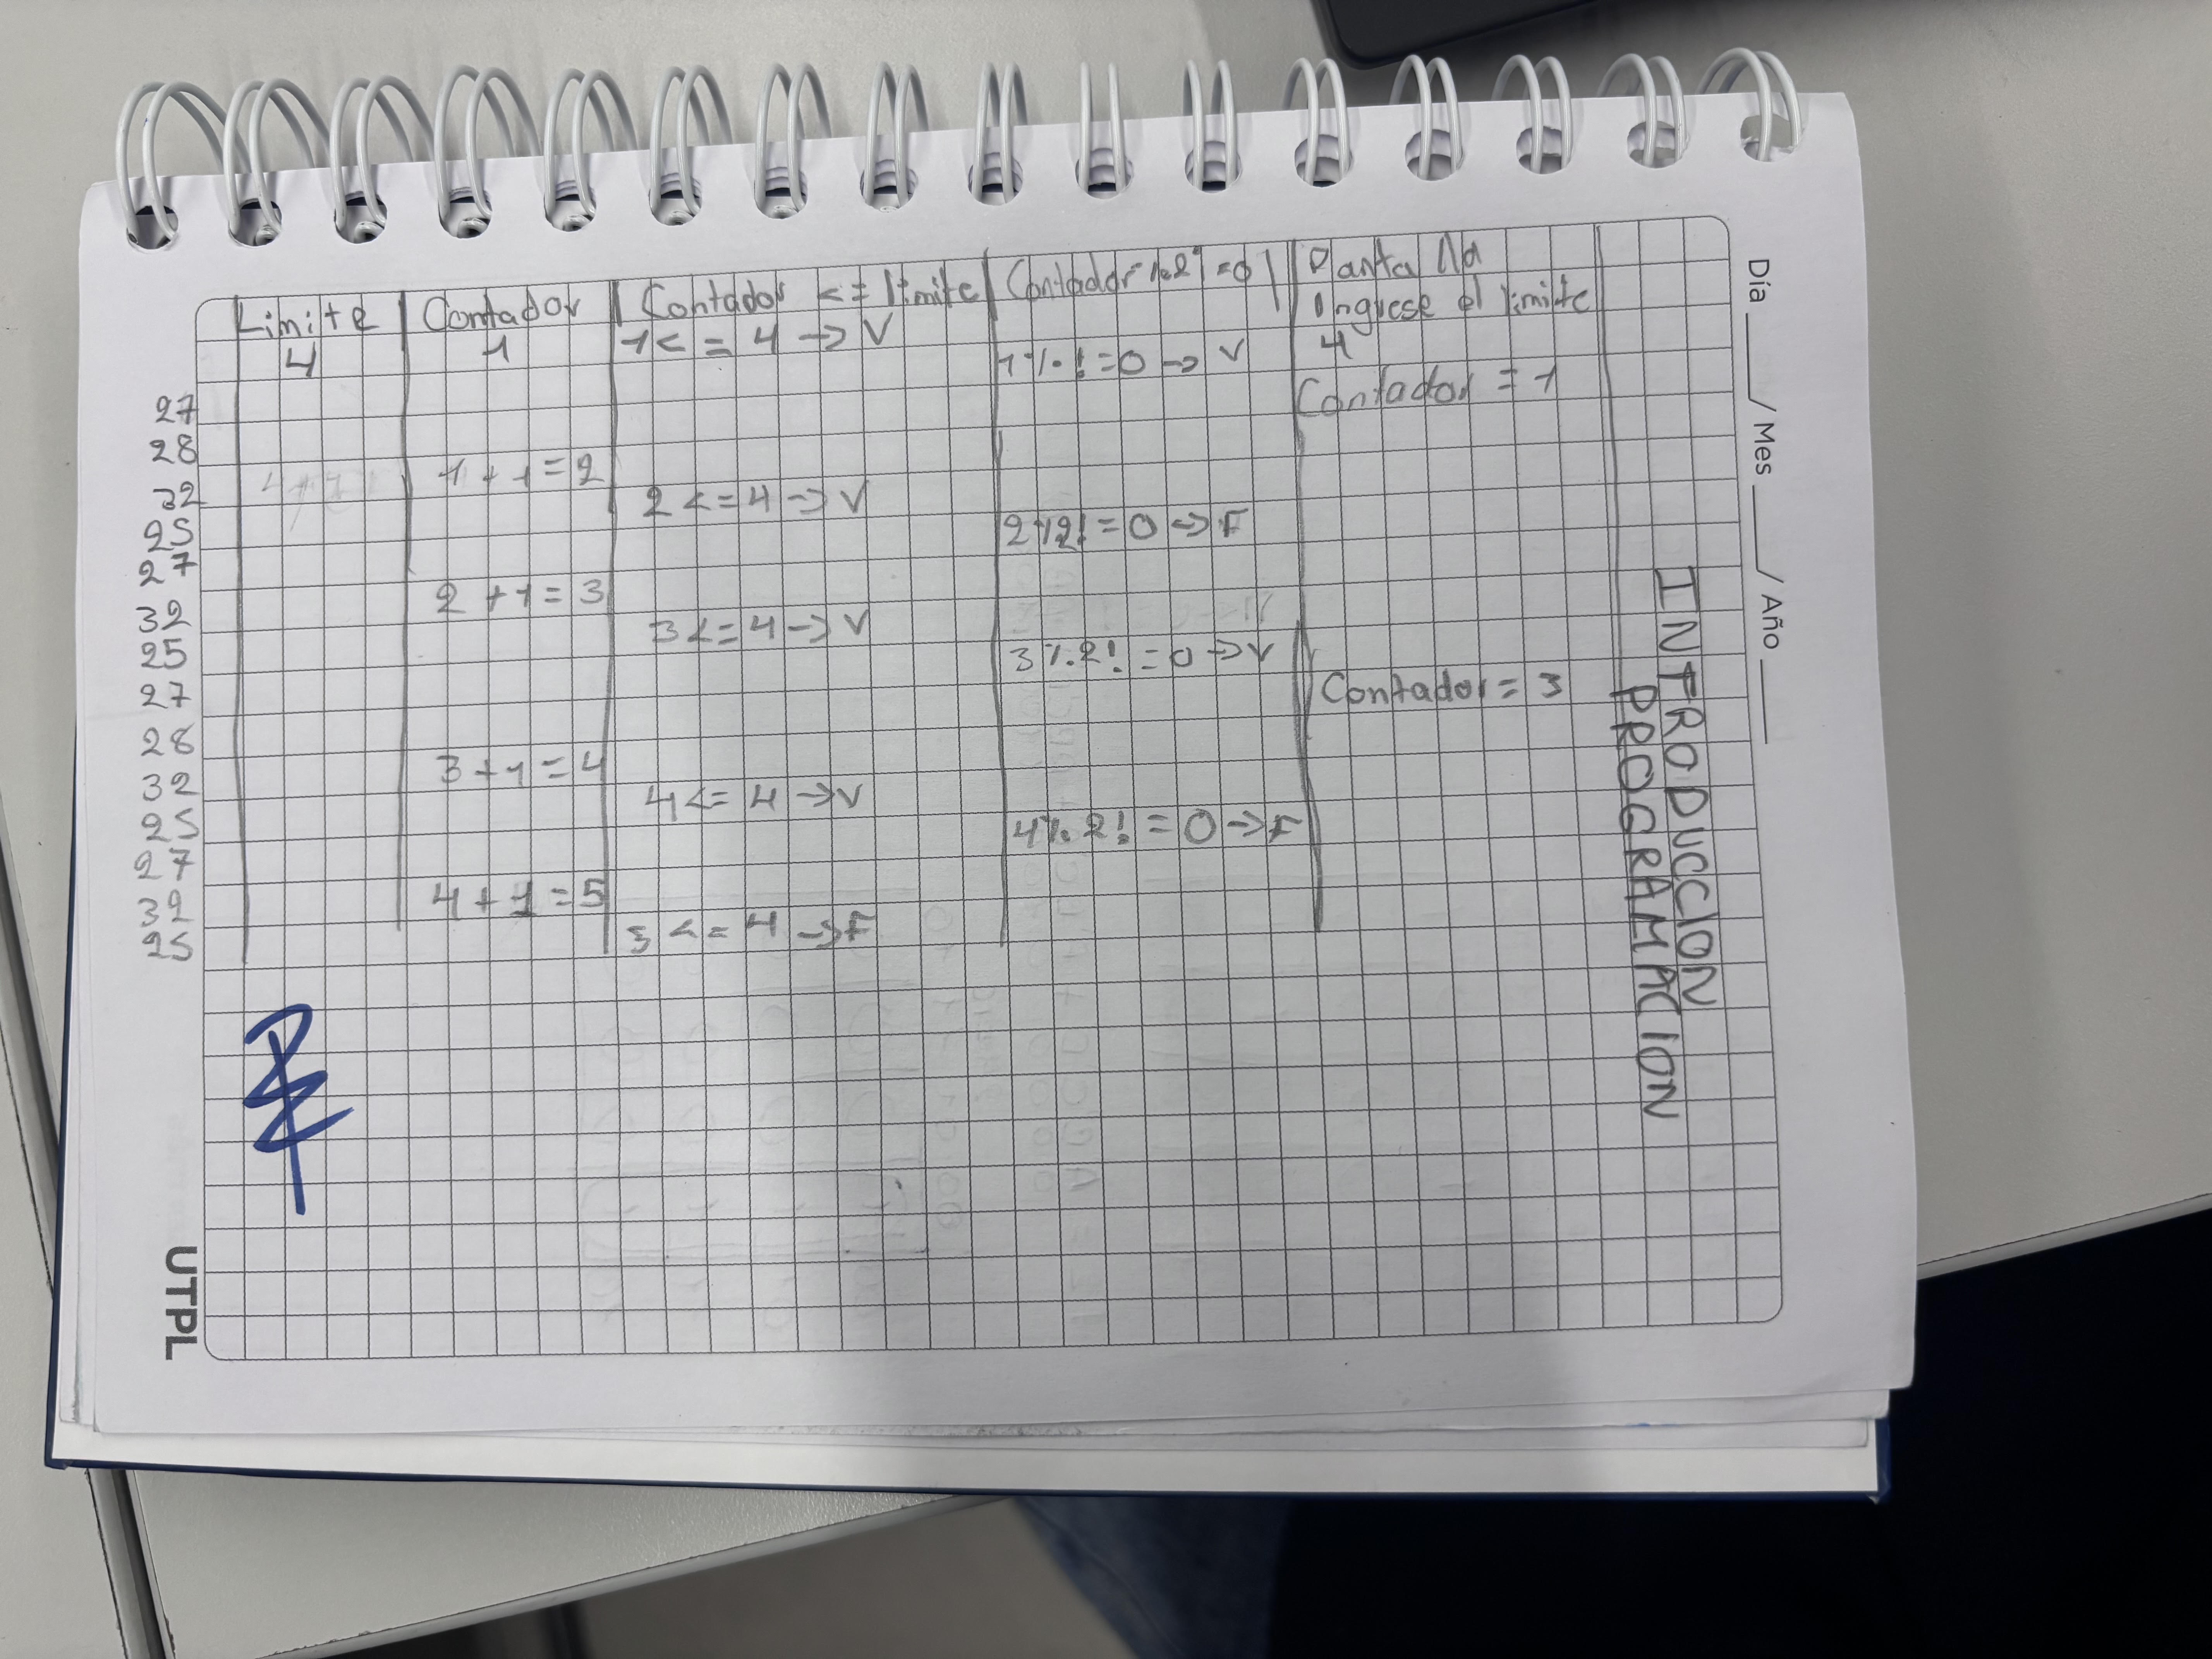 Día ___ / Mes ___ / Año ___
INTRODUCCION
PROGRAMACION
Limite | Contador | Contador <= limite | Contador %2! =0 | Pantalla
Ingrese el limite
4 1 1<= 4 -> V 4
1%.!=0 -> V
Contador = 1
27
28
1+1=2
32
2<=4 -> V
25
2%2!=0 -> F
27
2+1=3
32
3<=4 -> V
25
3%2!=0 -> V
27
Contador = 3
28
3+1=4
32
4<=4 -> V
25
4%2!=0 -> F
27
4+1=5
32
5<=4 -> F
25
UTPL